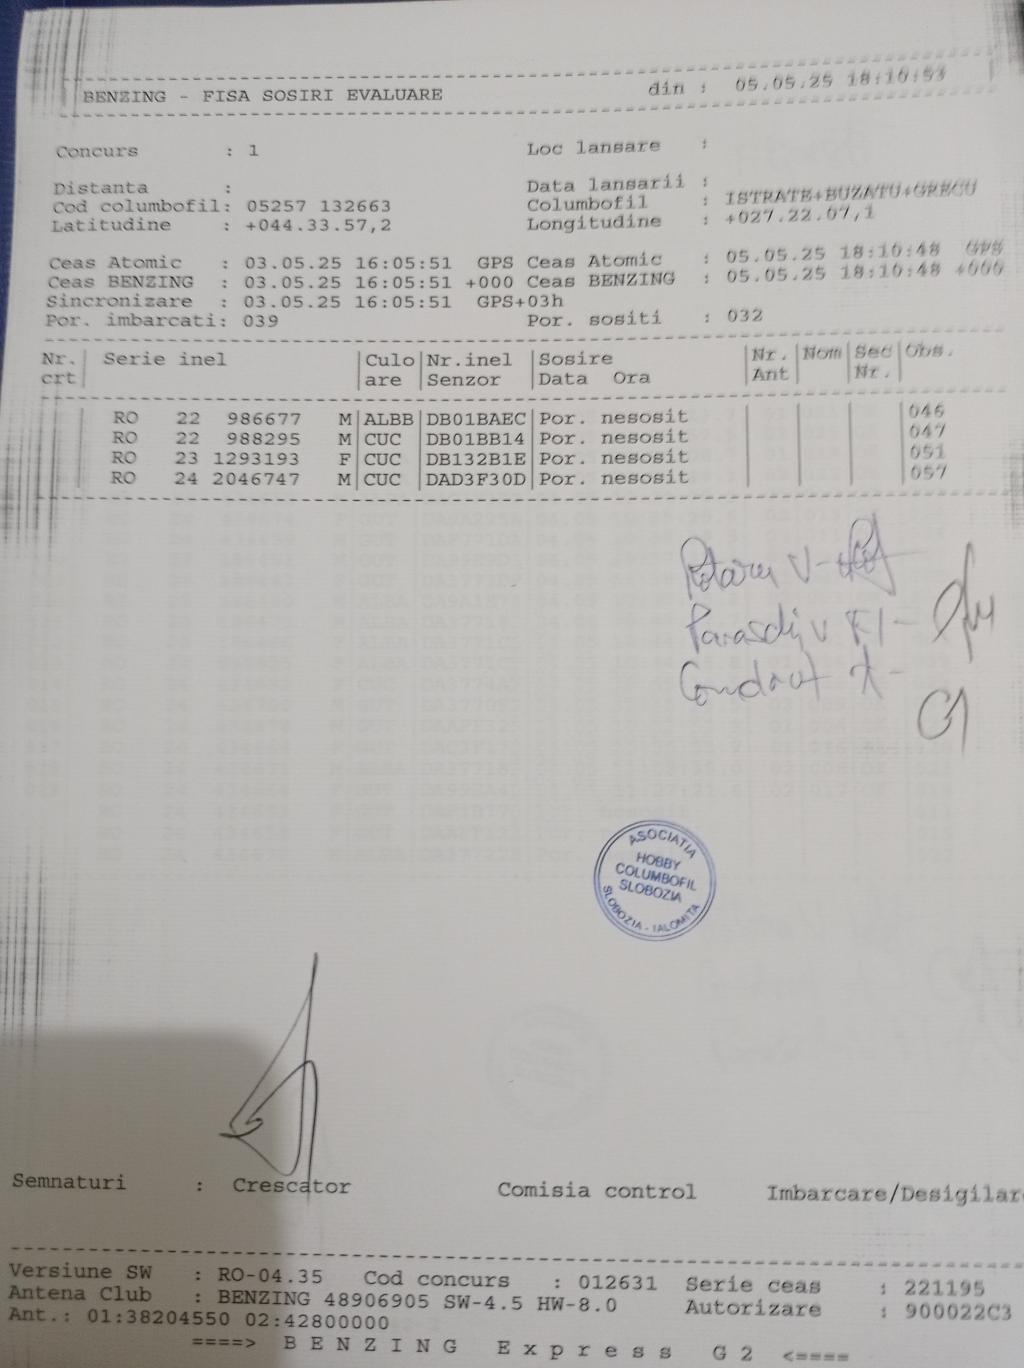 BENZING - FISA SOSIRI EVALUARE din : 05.05.25 18:10:53
Concurs : 1 Loc lansare :
Distanta : Data lansarii :
Cod columbofil: 05257 132663 Columbofil : ISTRATE+BUZATU+GRECU
Latitudine : +044.33.57,2 Longitudine : +027.22.07,1
Ceas Atomic : 03.05.25 16:05:51 GPS Ceas Atomic : 05.05.25 18:10:48 GPS
Ceas BENZING : 03.05.25 16:05:51 +000 Ceas BENZING : 05.05.25 18:10:48 +000
Sincronizare : 03.05.25 16:05:51 GPS+03h
Por. imbarcati: 039 Por. sositi : 032
Nr. Serie inel Culo Nr.inel Sosire Nr. Nom Sec Obs.
crt are Senzor Data Ora Ant Nr.
RO 22 986677 M ALBB DB01BAEC Por. nesosit 046
RO 22 988295 M CUC DB01BB14 Por. nesosit 047
RO 23 1293193 F CUC DB132B1E Por. nesosit 051
RO 24 2046747 M CUC DAD3F30D Por. nesosit 057
ASOCIATIA
HOBBY
COLUMBOFIL
SLOBOZIA
SLOBOZIA - IALOMITA
Semnaturi : Crescator Comisia control Imbarcare/Desigilare
Versiune SW : RO-04.35 Cod concurs : 012631 Serie ceas : 221195
Antena Club : BENZING 48906905 SW-4.5 HW-8.0 Autorizare : 900022C3
Ant.: 01:38204550 02:42800000
====> B E N Z I N G E x p r e s s G 2 <====